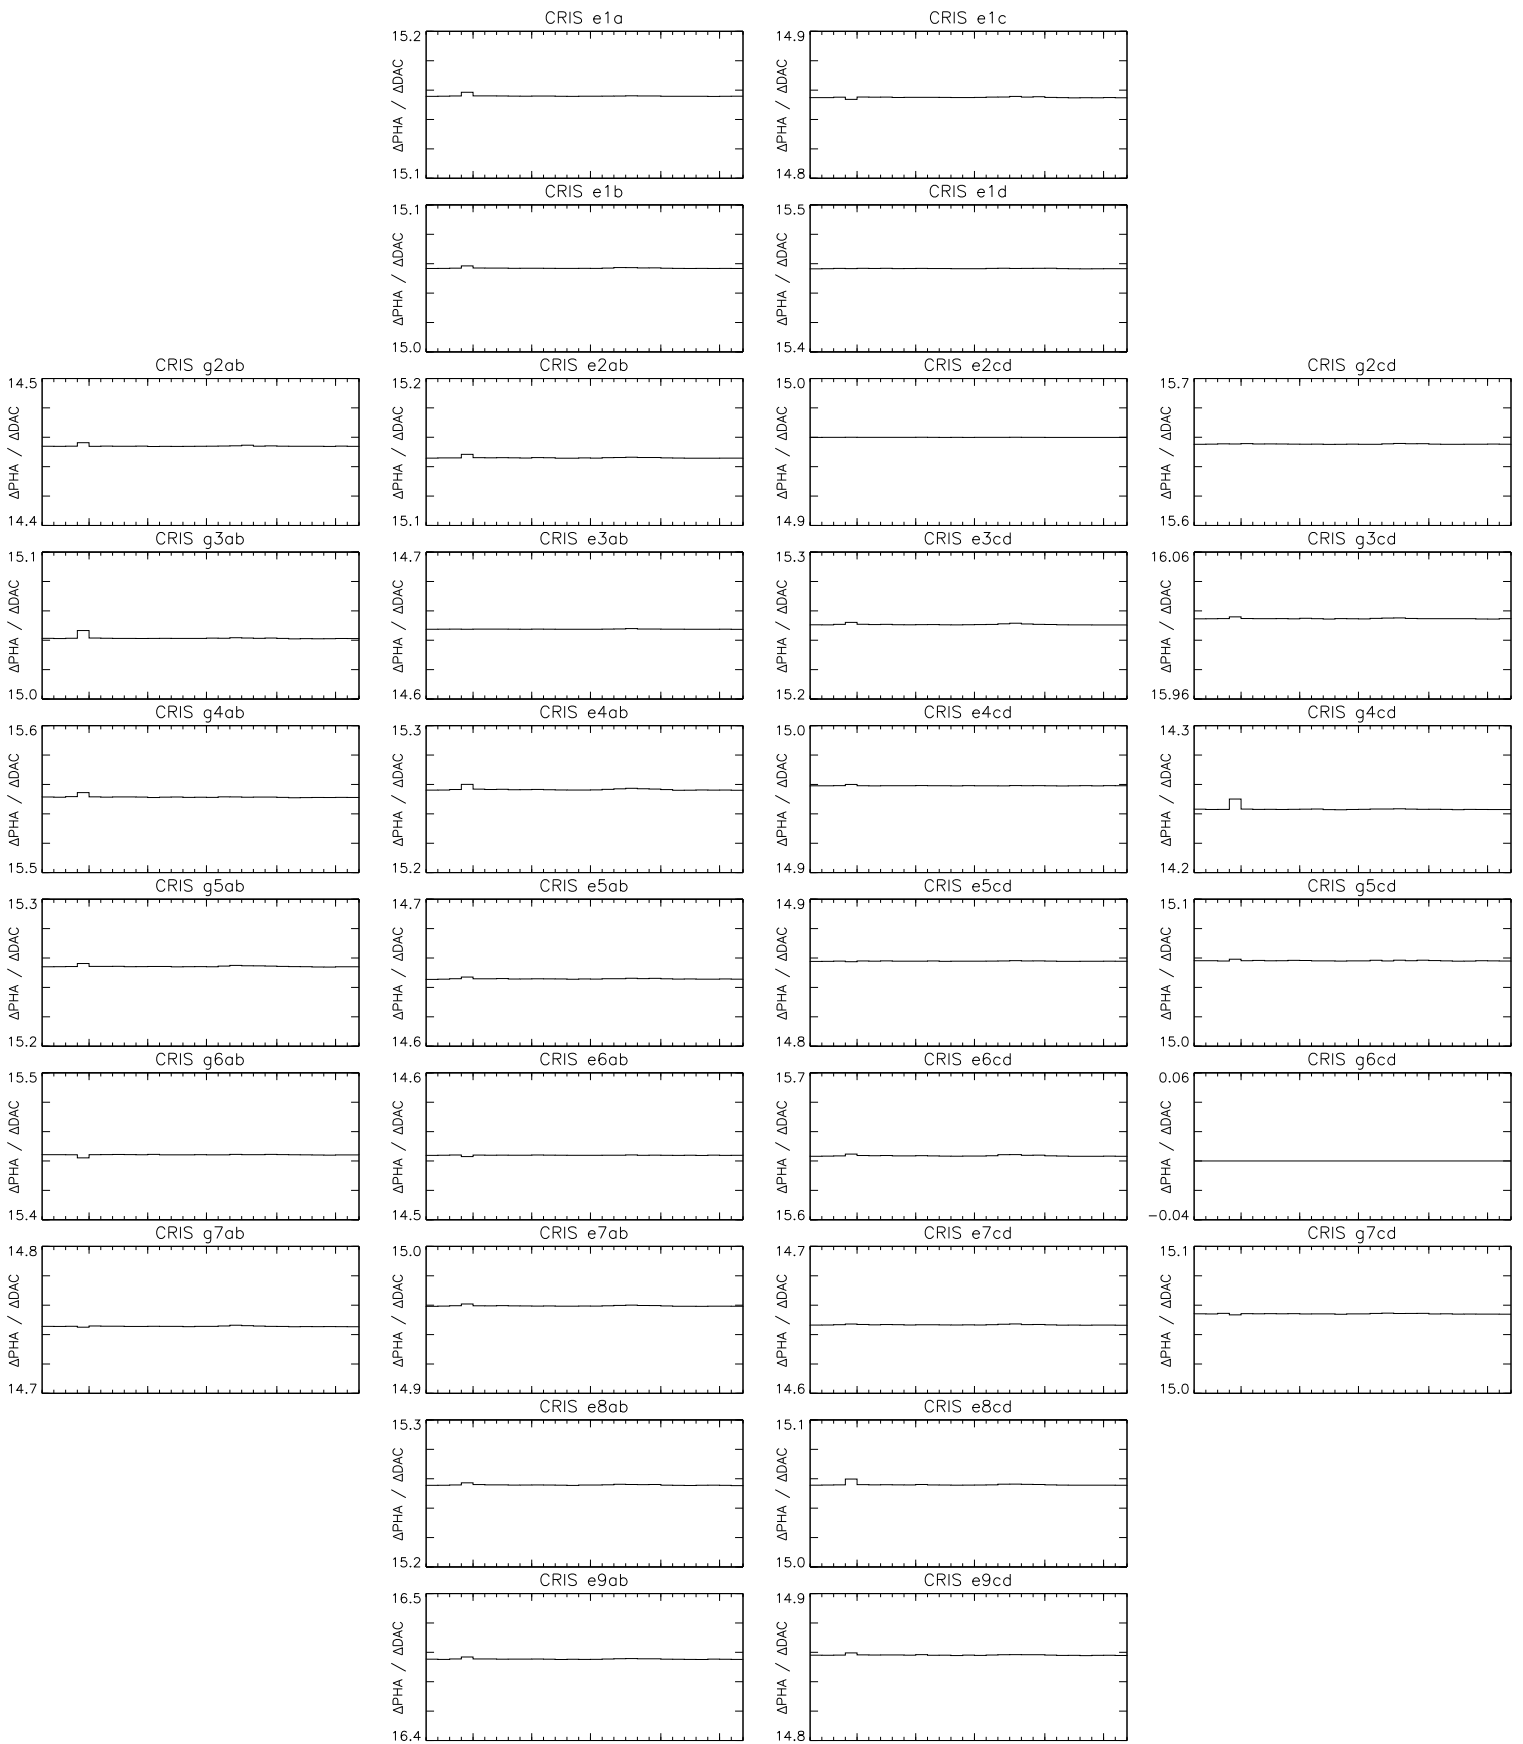 CRIS e1a
15.2
ΔPHA / ΔDAC
15.1
CRIS e1c
14.9
ΔPHA / ΔDAC
14.8
CRIS e1b
15.1
ΔPHA / ΔDAC
15.0
CRIS e1d
15.5
ΔPHA / ΔDAC
15.4
CRIS g2ab
14.5
ΔPHA / ΔDAC
14.4
CRIS e2ab
15.2
ΔPHA / ΔDAC
15.1
CRIS e2cd
15.0
ΔPHA / ΔDAC
14.9
CRIS g2cd
15.7
ΔPHA / ΔDAC
15.6
CRIS g3ab
15.1
ΔPHA / ΔDAC
15.0
CRIS e3ab
14.7
ΔPHA / ΔDAC
14.6
CRIS e3cd
15.3
ΔPHA / ΔDAC
15.2
CRIS g3cd
16.06
ΔPHA / ΔDAC
15.96
CRIS g4ab
15.6
ΔPHA / ΔDAC
15.5
CRIS e4ab
15.3
ΔPHA / ΔDAC
15.2
CRIS e4cd
15.0
ΔPHA / ΔDAC
14.9
CRIS g4cd
14.3
ΔPHA / ΔDAC
14.2
CRIS g5ab
15.3
ΔPHA / ΔDAC
15.2
CRIS e5ab
14.7
ΔPHA / ΔDAC
14.6
CRIS e5cd
14.9
ΔPHA / ΔDAC
14.8
CRIS g5cd
15.1
ΔPHA / ΔDAC
15.0
CRIS g6ab
15.5
ΔPHA / ΔDAC
15.4
CRIS e6ab
14.6
ΔPHA / ΔDAC
14.5
CRIS e6cd
15.7
ΔPHA / ΔDAC
15.6
CRIS g6cd
0.06
ΔPHA / ΔDAC
−0.04
CRIS g7ab
14.8
ΔPHA / ΔDAC
14.7
CRIS e7ab
15.0
ΔPHA / ΔDAC
14.9
CRIS e7cd
14.7
ΔPHA / ΔDAC
14.6
CRIS g7cd
15.1
ΔPHA / ΔDAC
15.0
CRIS e8ab
15.3
ΔPHA / ΔDAC
15.2
CRIS e8cd
15.1
ΔPHA / ΔDAC
15.0
CRIS e9ab
16.5
ΔPHA / ΔDAC
16.4
CRIS e9cd
14.9
ΔPHA / ΔDAC
14.8